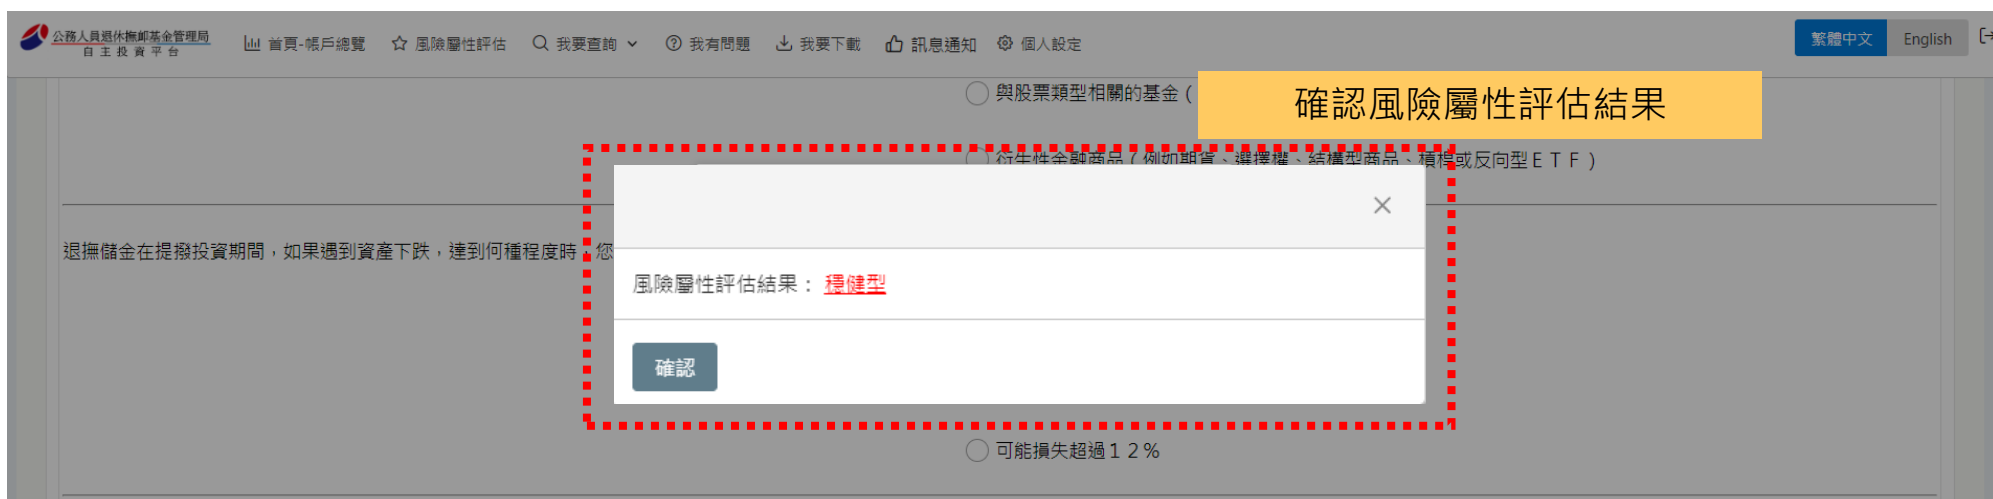 公務人員退休撫卹基金管理局
自主投資平台
首頁-帳戶總覽 風險屬性評估 我要查詢 我有問題 我要下載 訊息通知 個人設定 繁體中文 English
與股票類型相關的基金(
確認風險屬性評估結果
衍生性金融商品(例如期貨、選擇權、結構型商品、槓桿或反向型ETF)
×
退撫儲金在提撥投資期間，如果遇到資產下跌，達到何種程度時，您
風險屬性評估結果： 穩健型
確認
可能損失超過12%